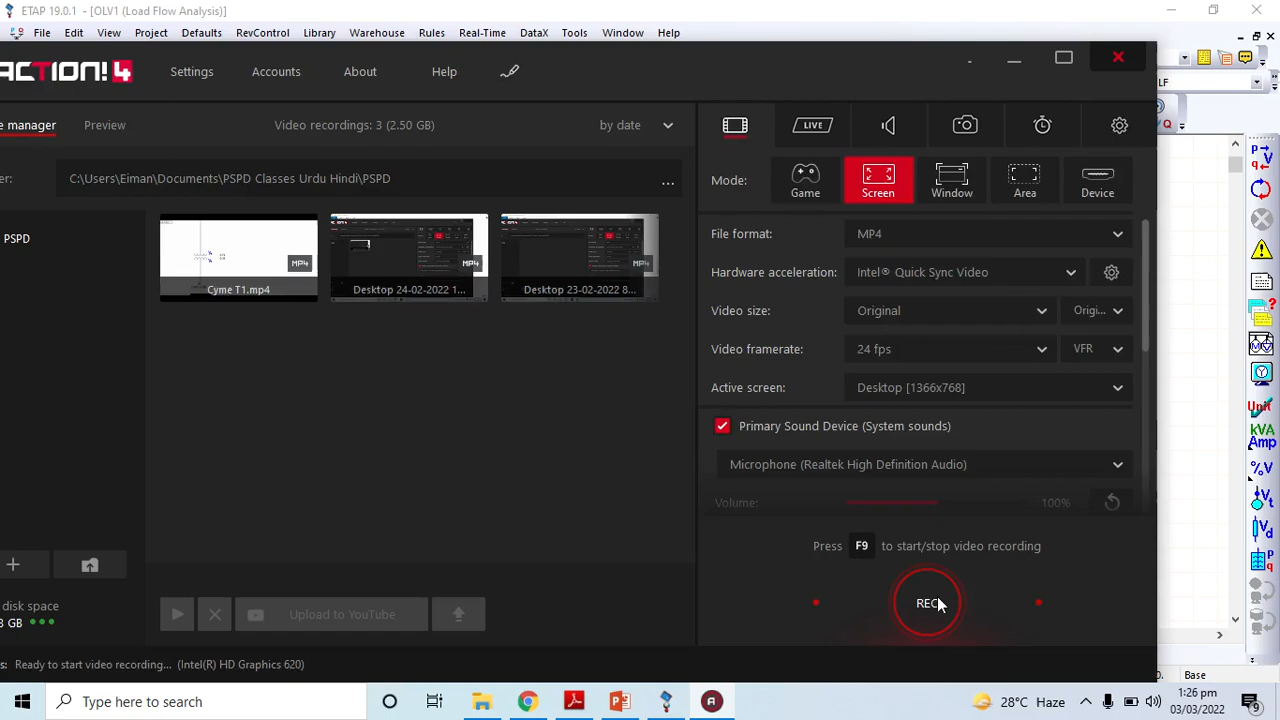 ETAP 19.0.1 - [OLV1 (Load Flow Analysis)]
File Edit View Project Defaults RevControl Library Warehouse Rules Real-Time DataX Tools Window Help
ACTION! 4 Settings Accounts About Help
LF
e manager Preview Video recordings: 3 (2.50 GB) by date
LIVE
er: C:\Users\Eiman\Documents\PSPD Classes Urdu Hindi\PSPD ...
Mode: Game Screen Window Area Device
PSPD
MP4 MP4 MP4
Cyme T1.mp4 Desktop 24-02-2022 1... Desktop 23-02-2022 8...
File format: MP4
Hardware acceleration: Intel® Quick Sync Video
Video size: Original Origi...
Video framerate: 24 fps VFR
Active screen: Desktop [1366x768]
Primary Sound Device (System sounds)
Microphone (Realtek High Definition Audio)
Volume: 100%
Unit
kVA
Amp
%V
Vt
Vd
Press F9 to start/stop video recording
REC
disk space
3 GB
Upload to YouTube
s: Ready to start video recording... (Intel(R) HD Graphics 620)
0. Base
Type here to search
28°C Haze
1:26 pm
03/03/2022
9